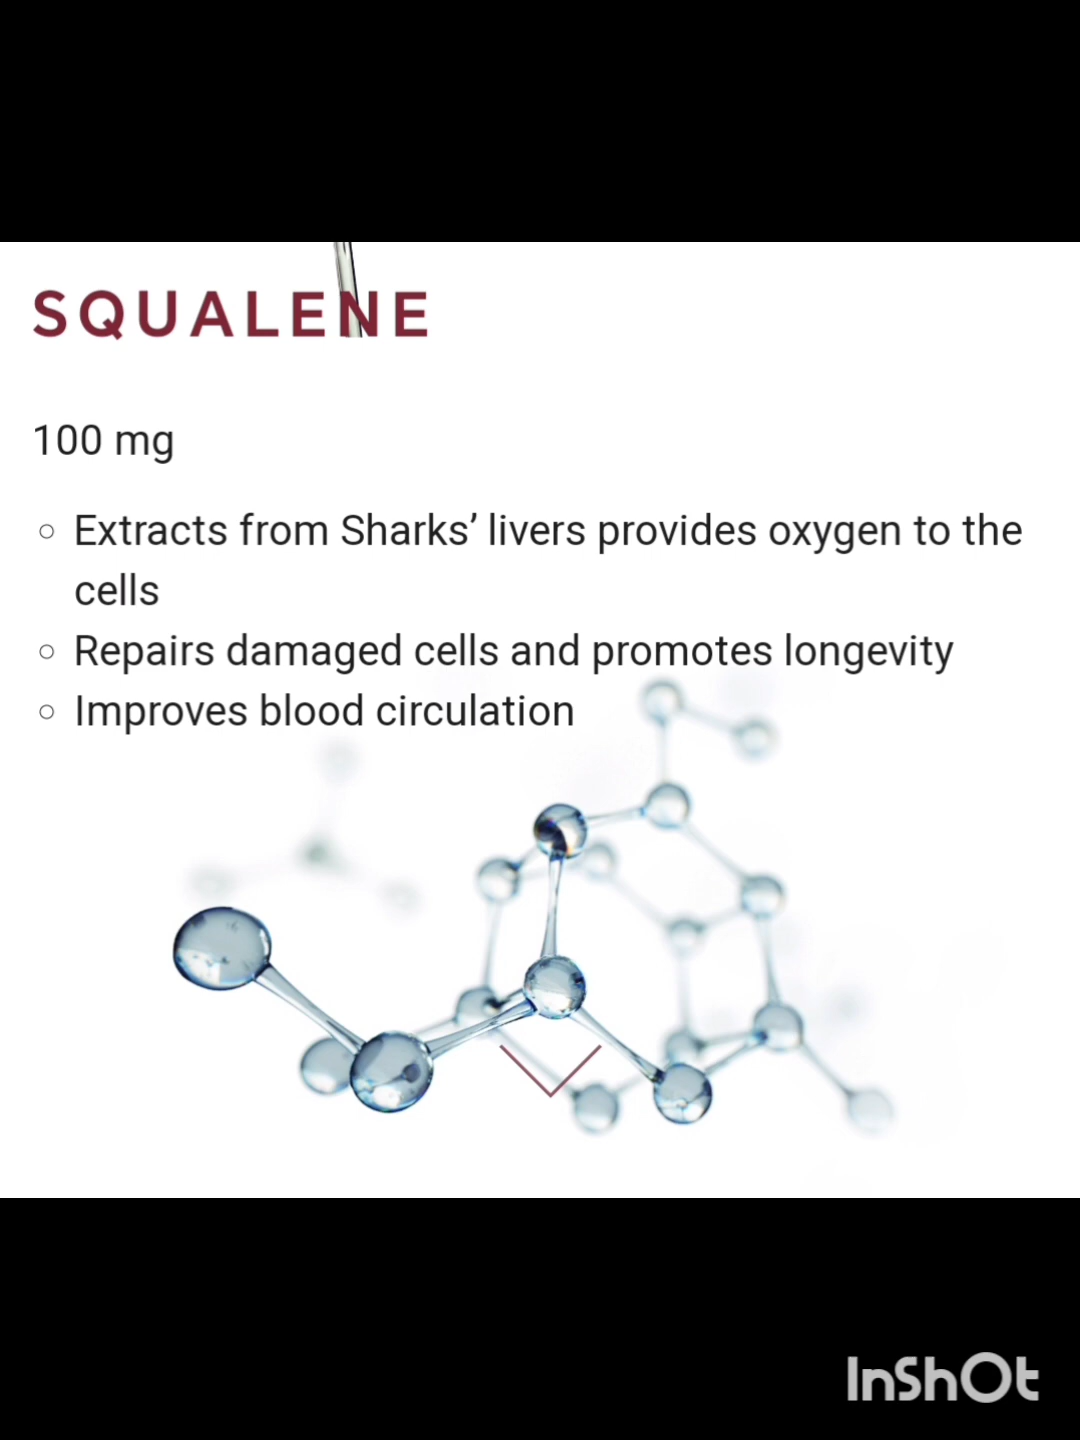 SQUALENE
100 mg
Extracts from Sharks’ livers provides oxygen to the
cells
Repairs damaged cells and promotes longevity
Improves blood circulation
InShOt